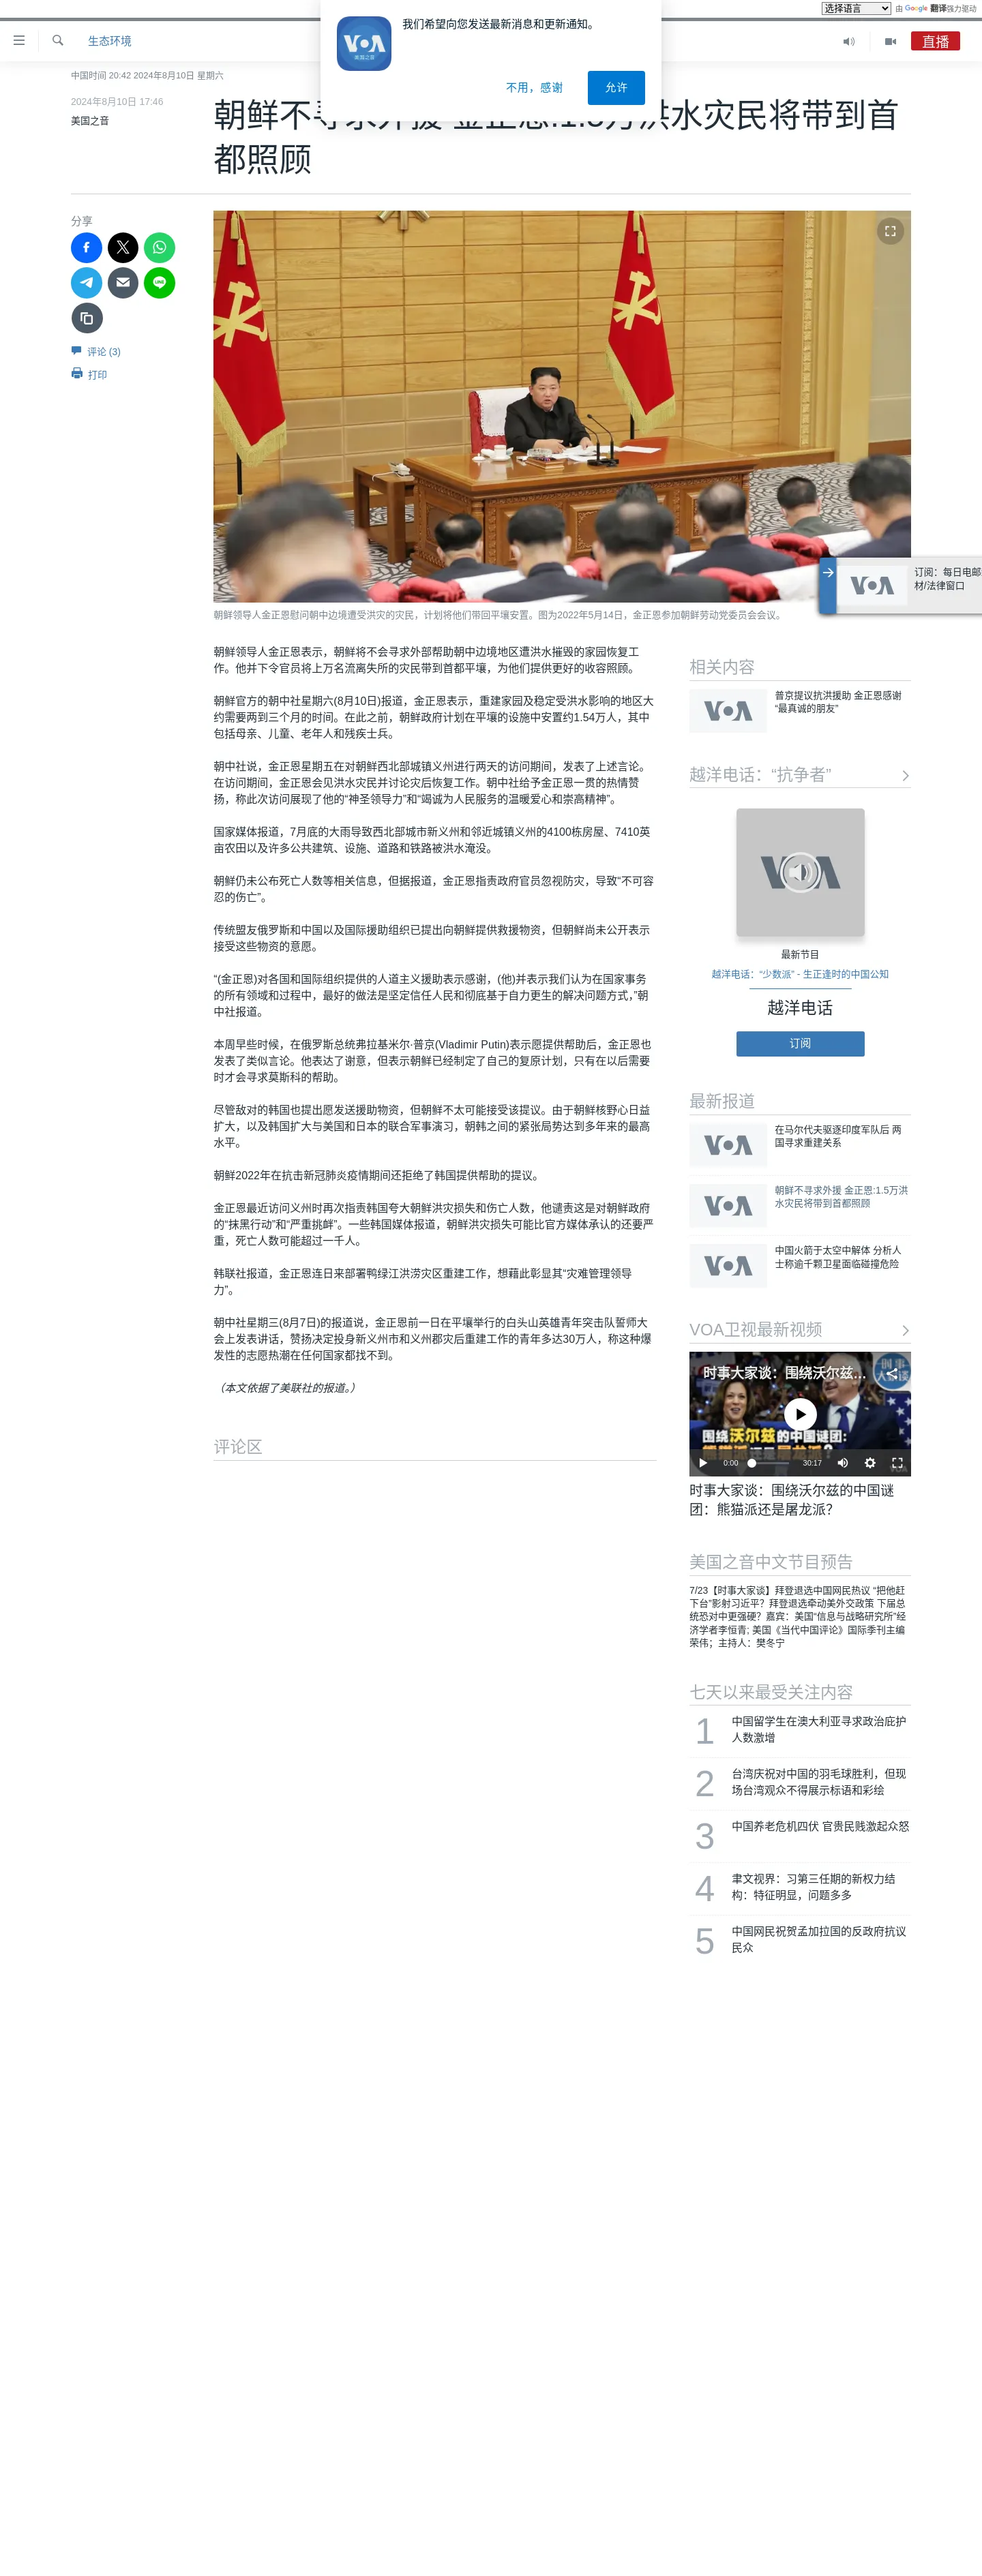 选择语言 由 Google 翻译强力驱动
我们希望向您发送最新消息和更新通知。
VOA
美国之音
不用，感谢 允许
生态环境
直播
中国时间 20:42 2024年8月10日 星期六
2024年8月10日 17:46
美国之音
朝鲜不寻求外援 金正恩:1.5万洪水灾民将带到首
都照顾
分享
评论 (3)
打印
朝鲜领导人金正恩慰问朝中边境遭受洪灾的灾民，计划将他们带回平壤安置。图为2022年5月14日，金正恩参加朝鲜劳动党委员会会议。
VOA
订阅：每日电邮
材/法律窗口
朝鲜领导人金正恩表示，朝鲜将不会寻求外部帮助朝中边境地区遭洪水摧毁的家园恢复工
作。他并下令官员将上万名流离失所的灾民带到首都平壤，为他们提供更好的收容照顾。
朝鲜官方的朝中社星期六(8月10日)报道，金正恩表示，重建家园及稳定受洪水影响的地区大
约需要两到三个月的时间。在此之前，朝鲜政府计划在平壤的设施中安置约1.54万人，其中
包括母亲、儿童、老年人和残疾士兵。
朝中社说，金正恩星期五在对朝鲜西北部城镇义州进行两天的访问期间，发表了上述言论。
在访问期间，金正恩会见洪水灾民并讨论灾后恢复工作。朝中社给予金正恩一贯的热情赞
扬，称此次访问展现了他的“神圣领导力”和“竭诚为人民服务的温暖爱心和崇高精神”。
国家媒体报道，7月底的大雨导致西北部城市新义州和邻近城镇义州的4100栋房屋、7410英
亩农田以及许多公共建筑、设施、道路和铁路被洪水淹没。
朝鲜仍未公布死亡人数等相关信息，但据报道，金正恩指责政府官员忽视防灾，导致“不可容
忍的伤亡”。
传统盟友俄罗斯和中国以及国际援助组织已提出向朝鲜提供救援物资，但朝鲜尚未公开表示
接受这些物资的意愿。
“(金正恩)对各国和国际组织提供的人道主义援助表示感谢，(他)并表示我们认为在国家事务
的所有领域和过程中，最好的做法是坚定信任人民和彻底基于自力更生的解决问题方式，”朝
中社报道。
本周早些时候，在俄罗斯总统弗拉基米尔·普京(Vladimir Putin)表示愿提供帮助后，金正恩也
发表了类似言论。他表达了谢意，但表示朝鲜已经制定了自己的复原计划，只有在以后需要
时才会寻求莫斯科的帮助。
尽管敌对的韩国也提出愿发送援助物资，但朝鲜不太可能接受该提议。由于朝鲜核野心日益
扩大，以及韩国扩大与美国和日本的联合军事演习，朝韩之间的紧张局势达到多年来的最高
水平。
朝鲜2022年在抗击新冠肺炎疫情期间还拒绝了韩国提供帮助的提议。
金正恩最近访问义州时再次指责韩国夸大朝鲜洪灾损失和伤亡人数，他谴责这是对朝鲜政府
的“抹黑行动”和“严重挑衅”。一些韩国媒体报道，朝鲜洪灾损失可能比官方媒体承认的还要严
重，死亡人数可能超过一千人。
韩联社报道，金正恩连日来部署鸭绿江洪涝灾区重建工作，想藉此彰显其“灾难管理领导
力”。
朝中社星期三(8月7日)的报道说，金正恩前一日在平壤举行的白头山英雄青年突击队誓师大
会上发表讲话，赞扬决定投身新义州市和义州郡灾后重建工作的青年多达30万人，称这种爆
发性的志愿热潮在任何国家都找不到。
（本文依据了美联社的报道。）
评论区
相关内容
VOA
普京提议抗洪援助 金正恩感谢
“最真诚的朋友”
越洋电话：“抗争者”
VOA
最新节目
越洋电话：“少数派” - 生正逢时的中国公知
越洋电话
订阅
最新报道
VOA
在马尔代夫驱逐印度军队后 两
国寻求重建关系
VOA
朝鲜不寻求外援 金正恩:1.5万洪
水灾民将带到首都照顾
VOA
中国火箭于太空中解体 分析人
士称逾千颗卫星面临碰撞危险
VOA卫视最新视频
时事大家谈：围绕沃尔兹…
时事
大家谈
围绕沃尔兹的中国谜团：
熊猫派还是屠龙派？
0:00 30:17
VOA
时事大家谈：围绕沃尔兹的中国谜
团：熊猫派还是屠龙派？
美国之音中文节目预告
7/23【时事大家谈】拜登退选中国网民热议 “把他赶
下台”影射习近平？拜登退选牵动美外交政策 下届总
统恐对中更强硬？嘉宾：美国“信息与战略研究所”经
济学者李恒青; 美国《当代中国评论》国际季刊主编
荣伟；主持人：樊冬宁
七天以来最受关注内容
1 中国留学生在澳大利亚寻求政治庇护
人数激增
2 台湾庆祝对中国的羽毛球胜利，但现
场台湾观众不得展示标语和彩绘
3 中国养老危机四伏 官贵民贱激起众怒
4 聿文视界：习第三任期的新权力结
构：特征明显，问题多多
5 中国网民祝贺孟加拉国的反政府抗议
民众